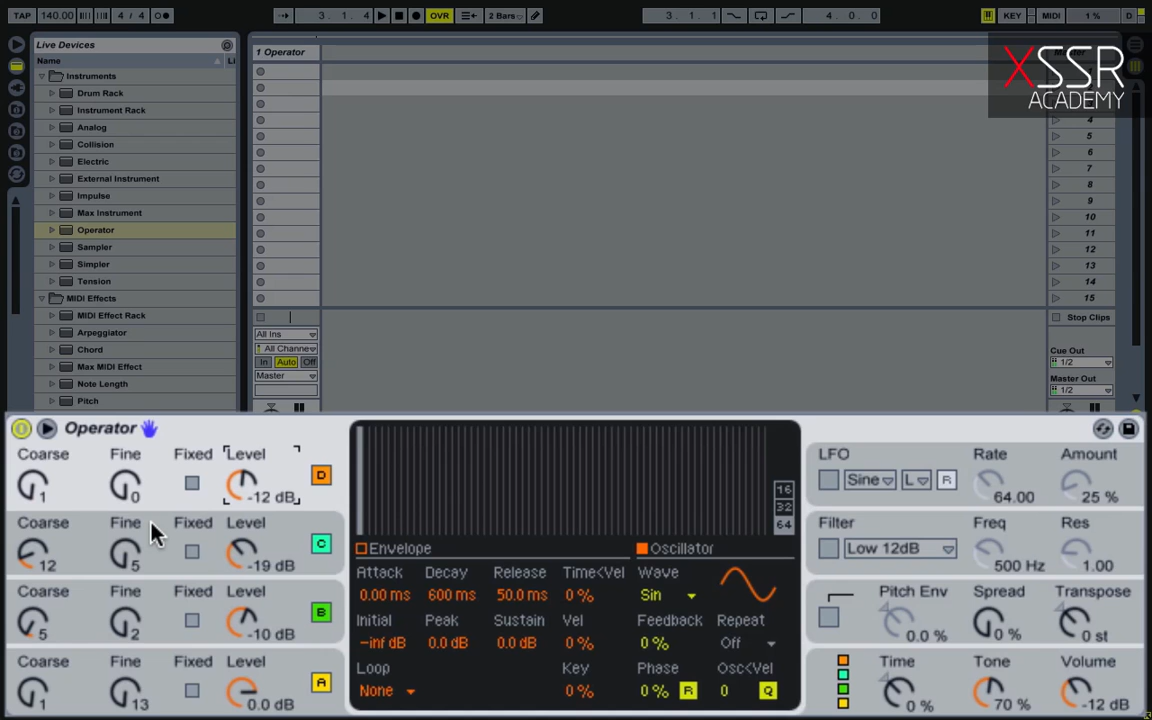 TAP 140.00 4 / 4 3. 1. 4 OVR 2 Bars 3. 1. 1 4. 0. 0 KEY MIDI 1 % D
Live Devices
Name Li
Instruments
Drum Rack
Instrument Rack
Analog
Collision
Electric
External Instrument
Impulse
Max Instrument
Operator
Sampler
Simpler
Tension
MIDI Effects
MIDI Effect Rack
Arpeggiator
Chord
Max MIDI Effect
Note Length
Pitch
1 Operator
All Ins
All Channe
In Auto Off
Master
XSSR
ACADEMY
4
5
6
7
8
9
10
11
12
13
14
15
Stop Clips
Cue Out
1/2
Master Out
1/2
Operator
Coarse Fine Fixed Level
1 0 -12 dB D
Coarse Fine Fixed Level
12 5 -19 dB C
Coarse Fine Fixed Level
5 2 -10 dB B
Coarse Fine Fixed Level
1 13 0.0 dB A
16
32
64
Envelope Oscillator
Attack Decay Release Time<Vel Wave
0.00 ms 600 ms 50.0 ms 0 % Sin
Initial Peak Sustain Vel Feedback Repeat
-inf dB 0.0 dB 0.0 dB 0 % 0 % Off
Loop Key Phase Osc<Vel
None 0 % 0 % R 0 Q
LFO Rate Amount
Sine L R 64.00 25 %
Filter Freq Res
Low 12dB 500 Hz 1.00
Pitch Env Spread Transpose
0.0 % 0 % 0 st
Time Tone Volume
0 % 70 % -12 dB